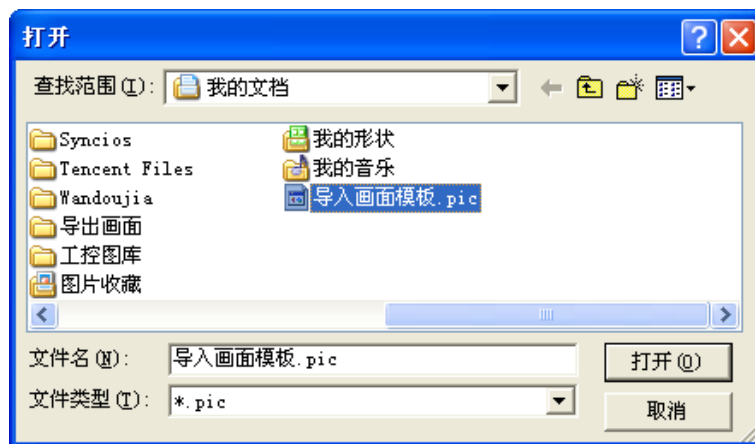 打开
查找范围(I): 我的文档
Syncios
Tencent Files
Wandoujia
导出画面
工控图库
图片收藏
我的形状
我的音乐
导入画面模板.pic
文件名(N): 导入画面模板.pic
打开(O)
文件类型(T): *.pic
取消